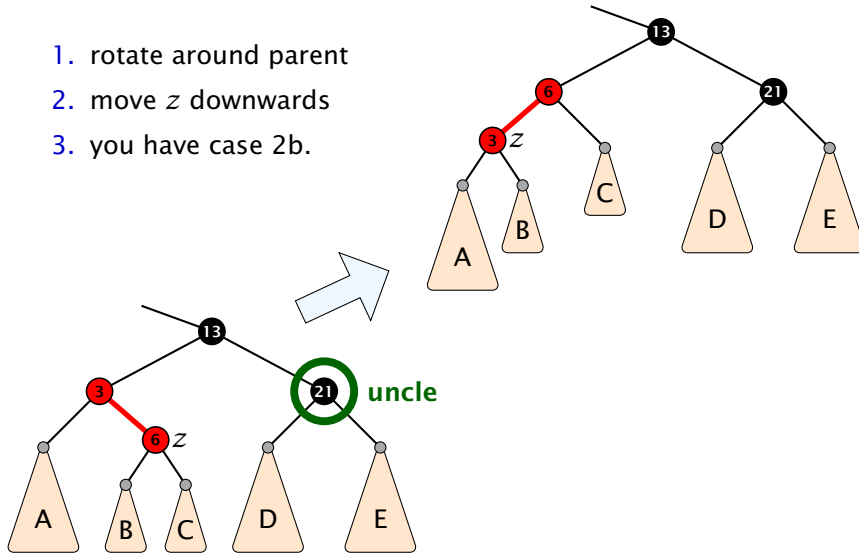 1. rotate around parent
2. move z downwards
3. you have case 2b.
13
6
21
3 z
C
B
D
E
A
13
3
21
uncle
6 z
A
B
C
D
E